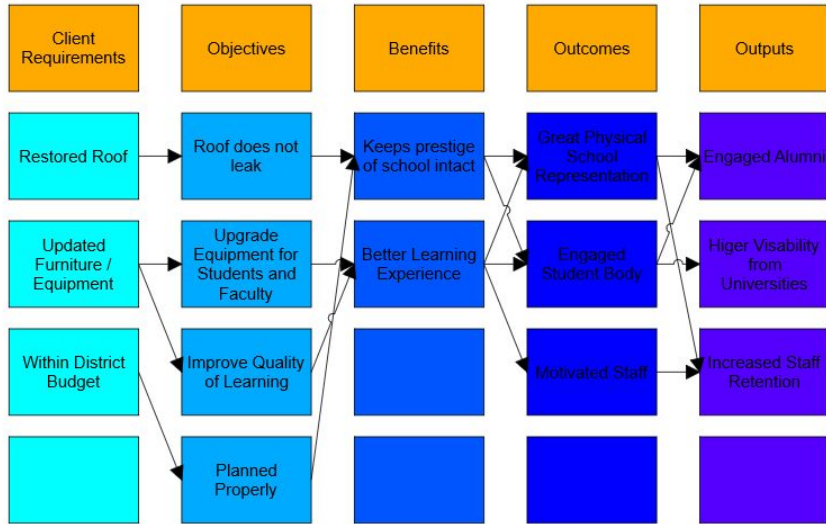 Client
Requirements
Objectives
Benefits
Outcomes
Outputs
Restored Roof
Roof does not
leak
Keeps prestige
of school intact
Great Physical
School
Representation
Engaged Alumni
Updated
Furniture /
Equipment
Upgrade
Equipment for
Students and
Faculty
Better Learning
Experience
Engaged
Student Body
Higer Visability
from
Universities
Within District
Budget
Improve Quality
of Learning
Motivated Staff
Increased Staff
Retention
Planned
Properly